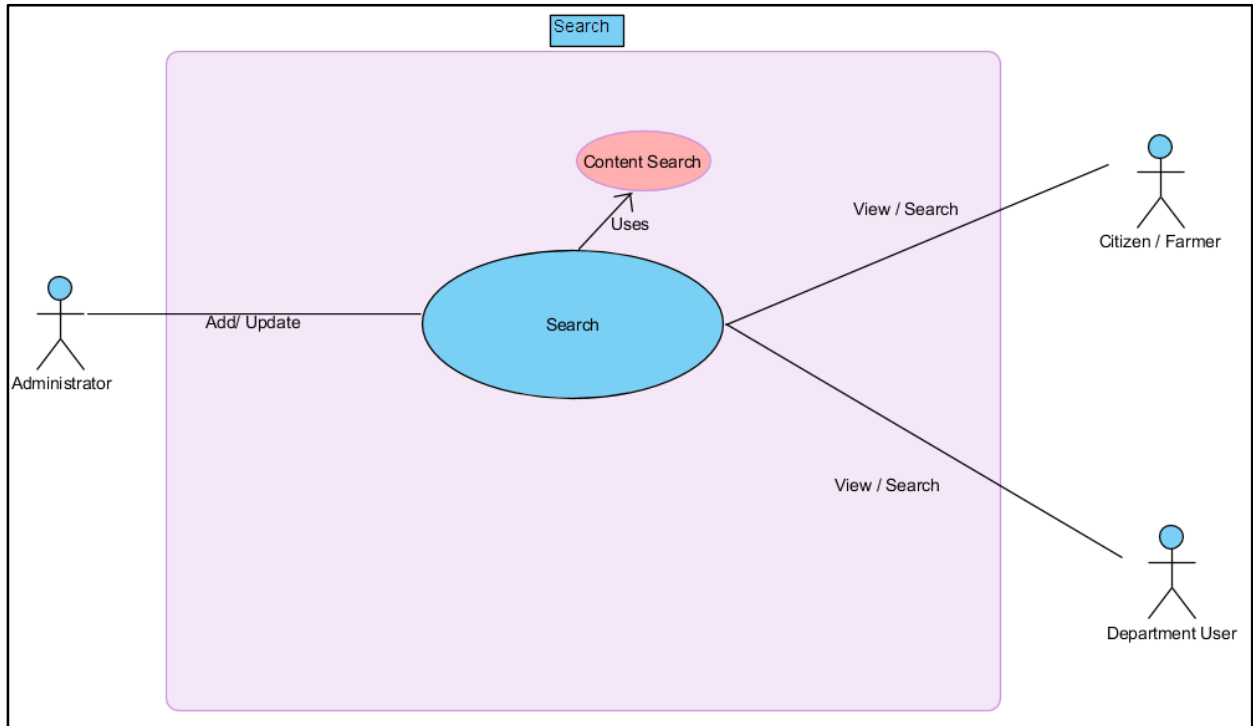 Search
Content Search
View / Search
Uses
Citizen / Farmer
Add/ Update
Search
Administrator
View / Search
Department User